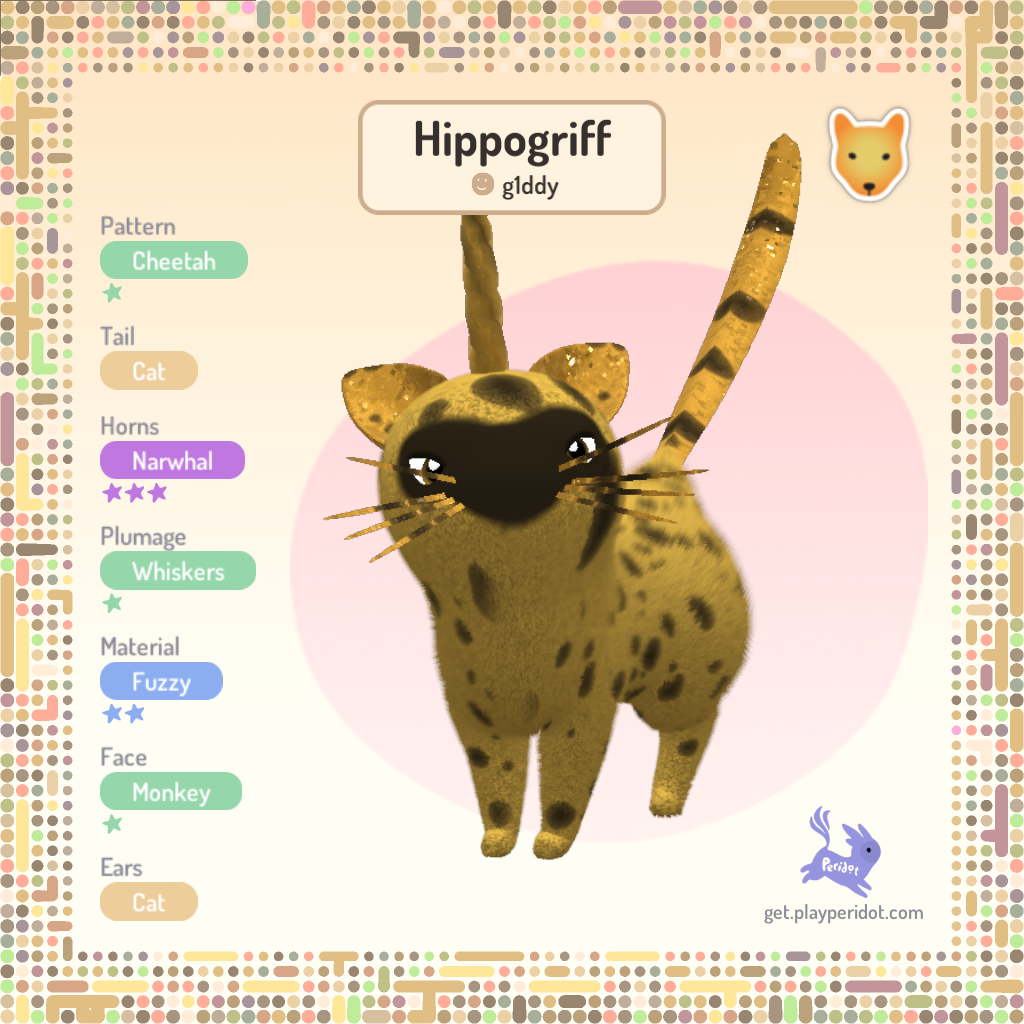 Hippogriff
g1ddy
Pattern
Cheetah
Tail
Cat
Horns
Narwhal
Plumage
Whiskers
Material
Fuzzy
Face
Monkey
Ears
Cat
Peridot
get.playperidot.com